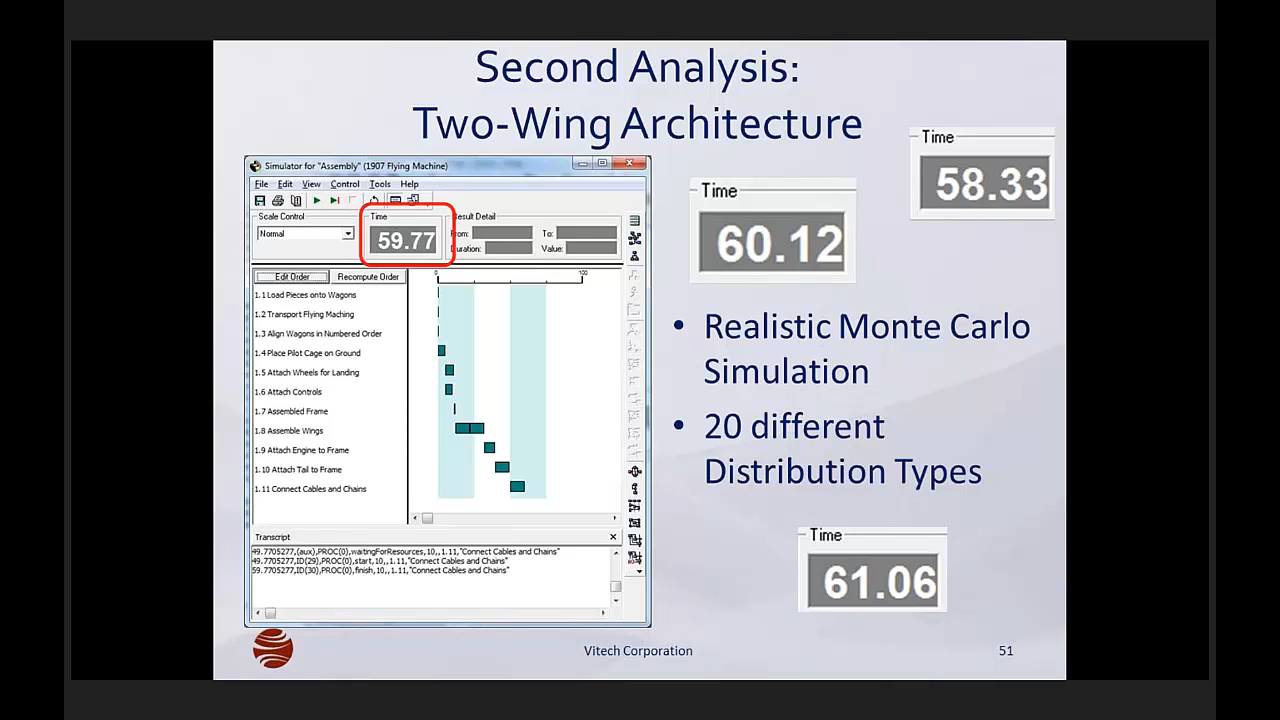 Second Analysis:
Two-Wing Architecture
Simulator for "Assembly" (1907 Flying Machine)
File Edit View Control Tools Help
Scale Control
Normal
Time
59.77
Result Detail
From:
To:
Duration:
Value:
Edit Order
Recompute Order
0
100
1.1 Load Pieces onto Wagons
1.2 Transport Flying Maching
1.3 Align Wagons in Numbered Order
1.4 Place Pilot Cage on Ground
1.5 Attach Wheels for Landing
1.6 Attach Controls
1.7 Assembled Frame
1.8 Assemble Wings
1.9 Attach Engine to Frame
1.10 Attach Tail to Frame
1.11 Connect Cables and Chains
Transcript
49.7705277,(aux),PROC(0),waitingForResources,10,,1.11,"Connect Cables and Chains"
49.7705277,ID(29),PROC(0),start,10,,1.11,"Connect Cables and Chains"
59.7705277,ID(30),PROC(0),finish,10,,1.11,"Connect Cables and Chains"
Time
60.12
Time
58.33
• Realistic Monte Carlo
Simulation
• 20 different
Distribution Types
Time
61.06
Vitech Corporation
51